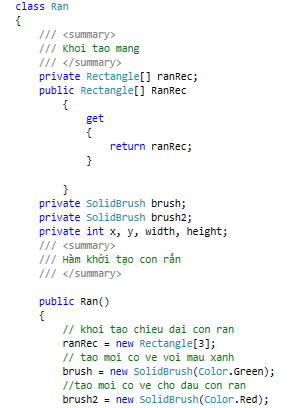 class Ran
{
/// <summary>
/// Khoi tao mang
/// </summary>
private Rectangle[] ranRec;
public Rectangle[] RanRec
{
get
{
return ranRec;
}
}
private SolidBrush brush;
private SolidBrush brush2;
private int x, y, width, height;
/// <summary>
/// Hàm khởi tạo con rắn
/// </summary>
public Ran()
{
// khoi tao chieu dai con ran
ranRec = new Rectangle[3];
// tao moi co ve voi mau xanh
brush = new SolidBrush(Color.Green);
//tao moi co ve cho dau con ran
brush2 = new SolidBrush(Color.Red);